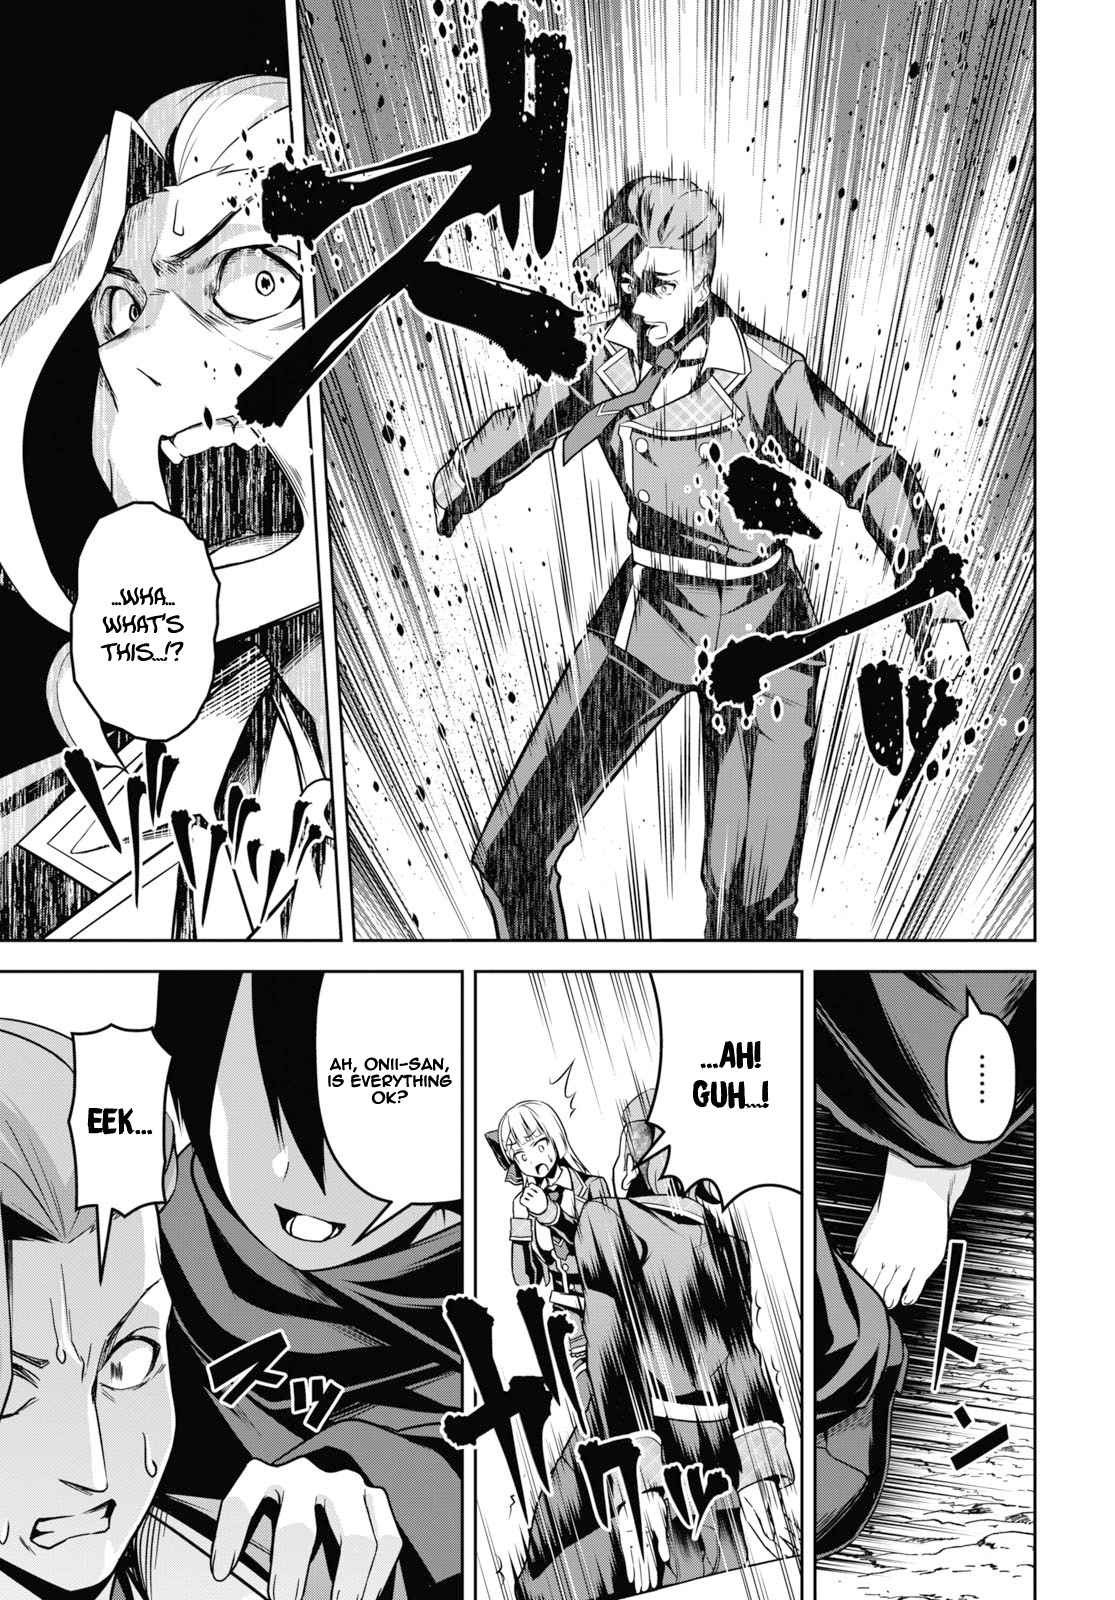 ...WHA...
WHAT'S
THIS...!?
.......
...AH!
GUH...!
AH, ONII-SAN,
IS EVERYTHING
OK?
EEK...